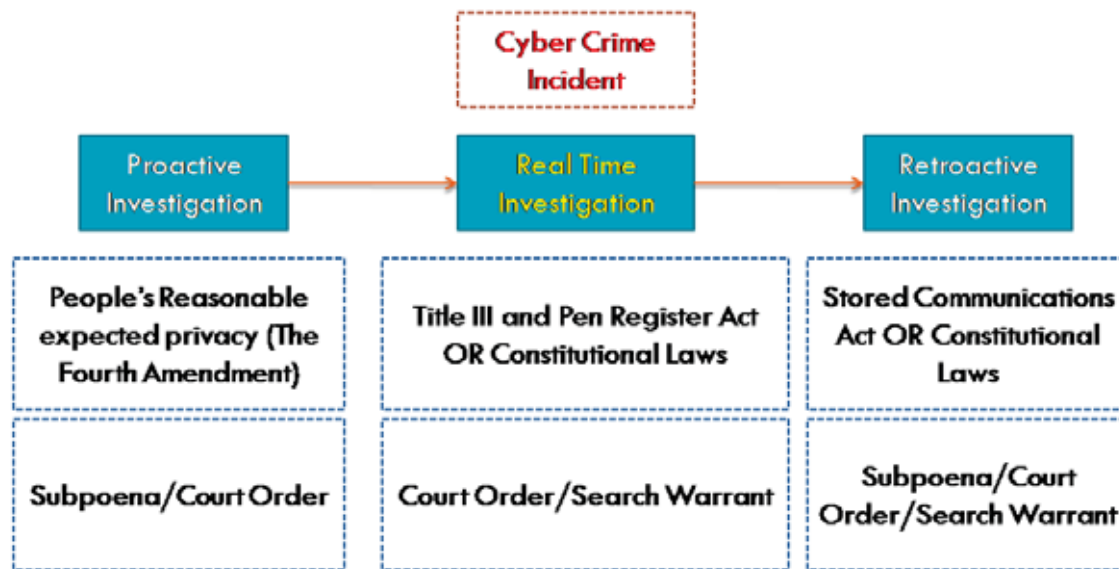 Cyber Crime
Incident
Proactive
Investigation
Real Time
Investigation
Retroactive
Investigation
People's Reasonable
expected privacy (The
Fourth Amendment)
Title III and Pen Register Act
OR Constitutional Laws
Stored Communications
Act OR Constitutional
Laws
Subpoena/Court Order
Court Order/Search Warrant
Subpoena/Court
Order/Search Warrant